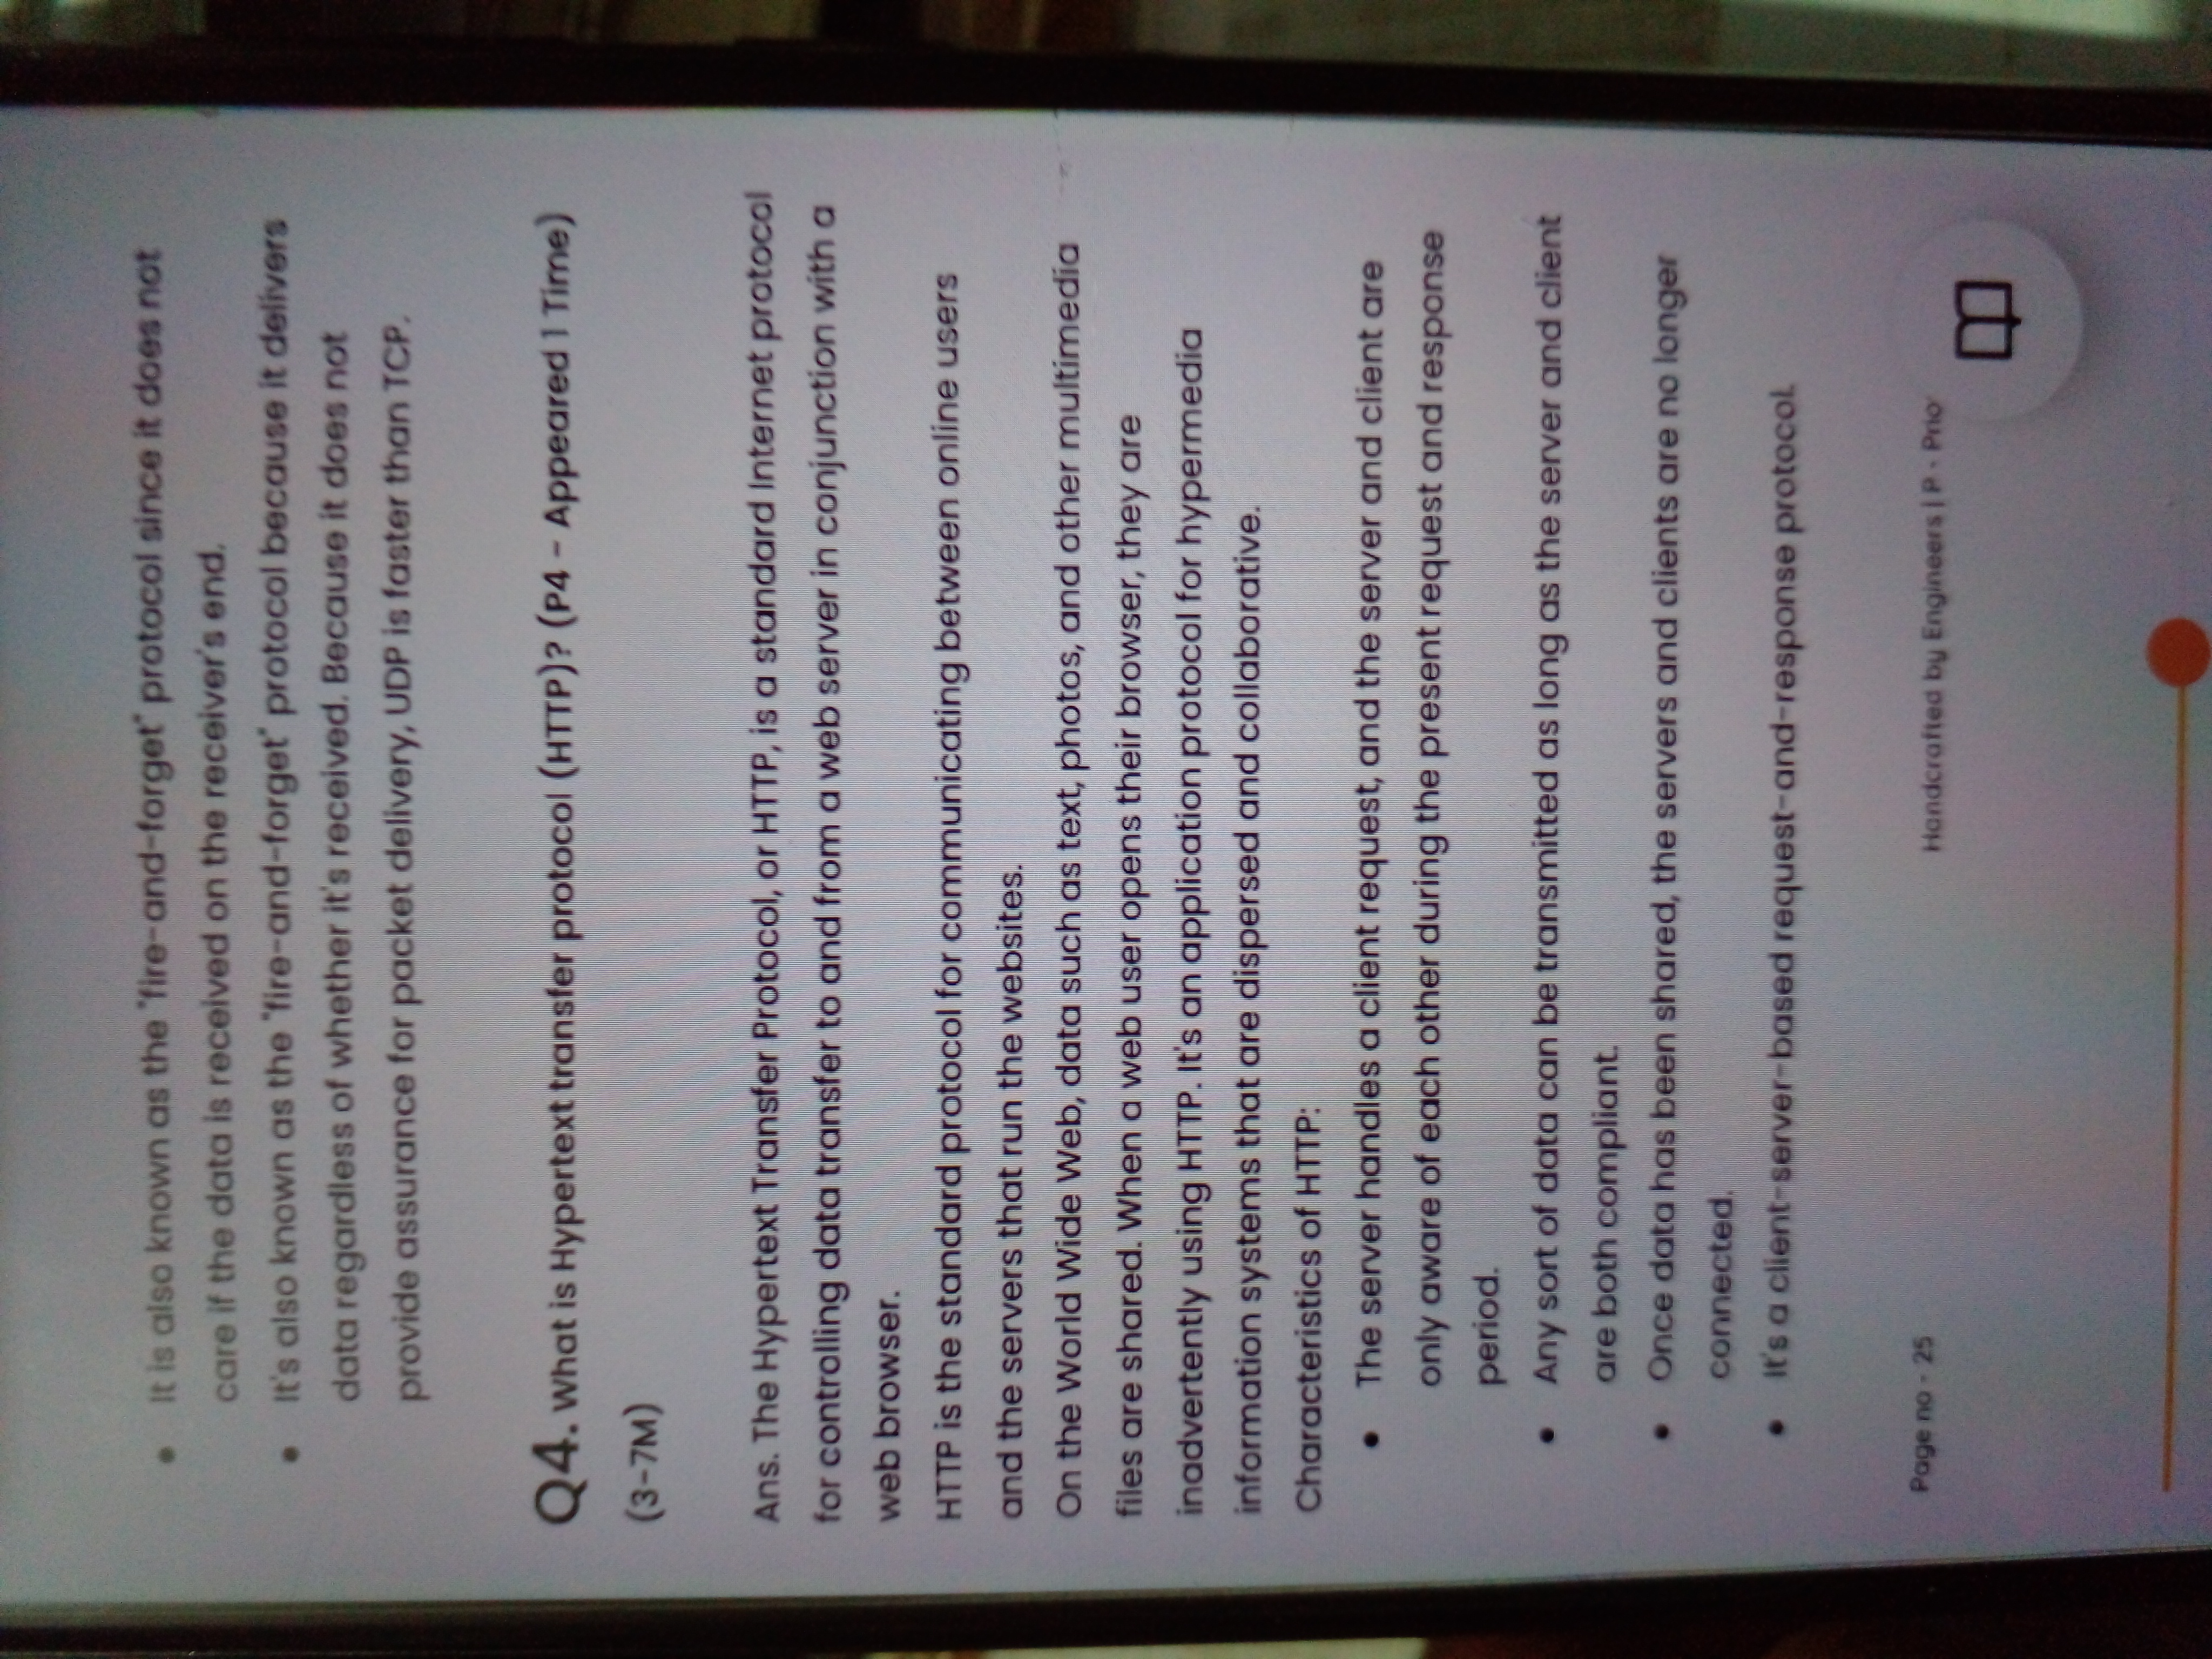 • It is also known as the "fire-and-forget" protocol since it does not
care if the data is received on the receiver's end.
• It's also known as the "fire-and-forget" protocol because it delivers
data regardless of whether it's received. Because it does not
provide assurance for packet delivery, UDP is faster than TCP.
Q4. What is Hypertext transfer protocol (HTTP)? (P4 - Appeared 1 Time)
(3-7M)
Ans. The Hypertext Transfer Protocol, or HTTP, is a standard Internet protocol
for controlling data transfer to and from a web server in conjunction with a
web browser.
HTTP is the standard protocol for communicating between online users
and the servers that run the websites.
On the World Wide Web, data such as text, photos, and other multimedia
files are shared. When a web user opens their browser, they are
inadvertently using HTTP. It's an application protocol for hypermedia
information systems that are dispersed and collaborative.
Characteristics of HTTP:
• The server handles a client request, and the server and client are
only aware of each other during the present request and response
period.
• Any sort of data can be transmitted as long as the server and client
are both compliant.
• Once data has been shared, the servers and clients are no longer
connected.
• It's a client-server-based request-and-response protocol.
Page no - 25
Handcrafted by Engineers | P - Prio